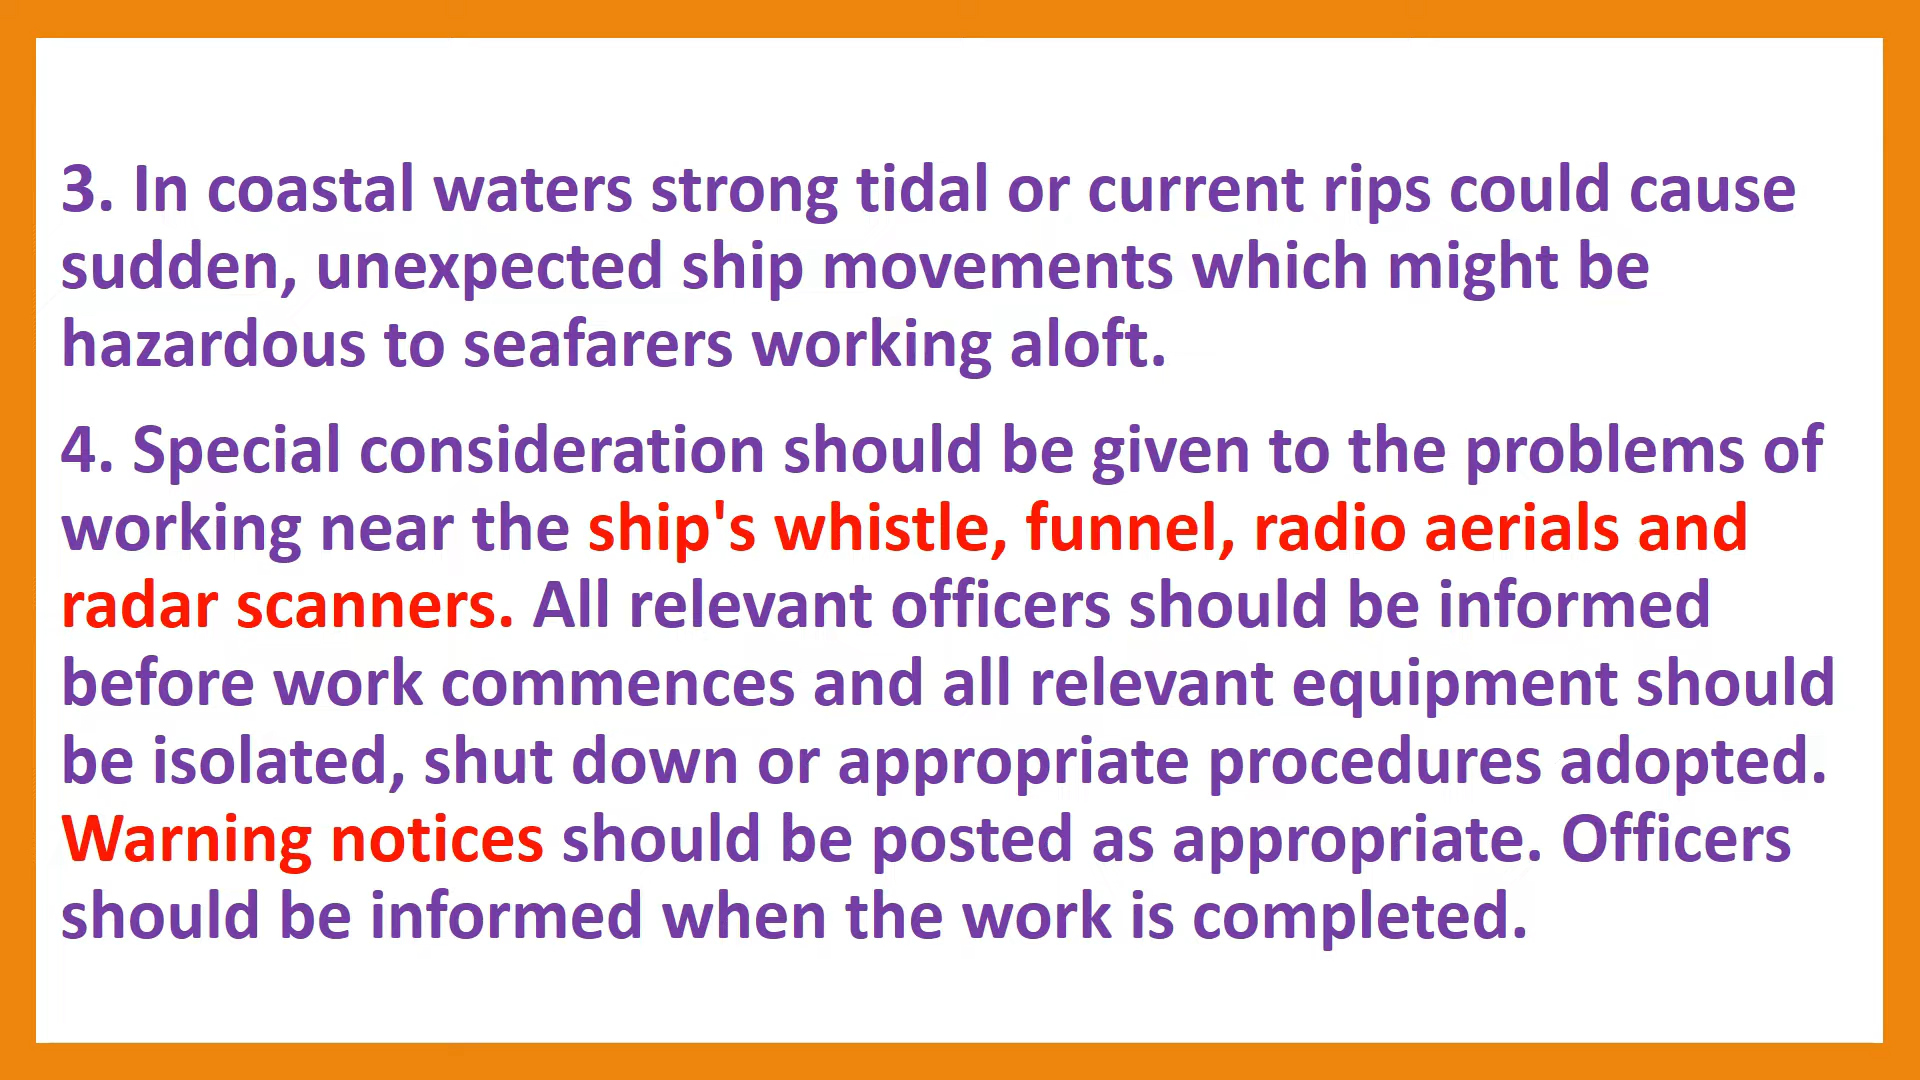 3. In coastal waters strong tidal or current rips could cause
sudden, unexpected ship movements which might be
hazardous to seafarers working aloft.
4. Special consideration should be given to the problems of
working near the ship's whistle, funnel, radio aerials and
radar scanners. All relevant officers should be informed
before work commences and all relevant equipment should
be isolated, shut down or appropriate procedures adopted.
Warning notices should be posted as appropriate. Officers
should be informed when the work is completed.